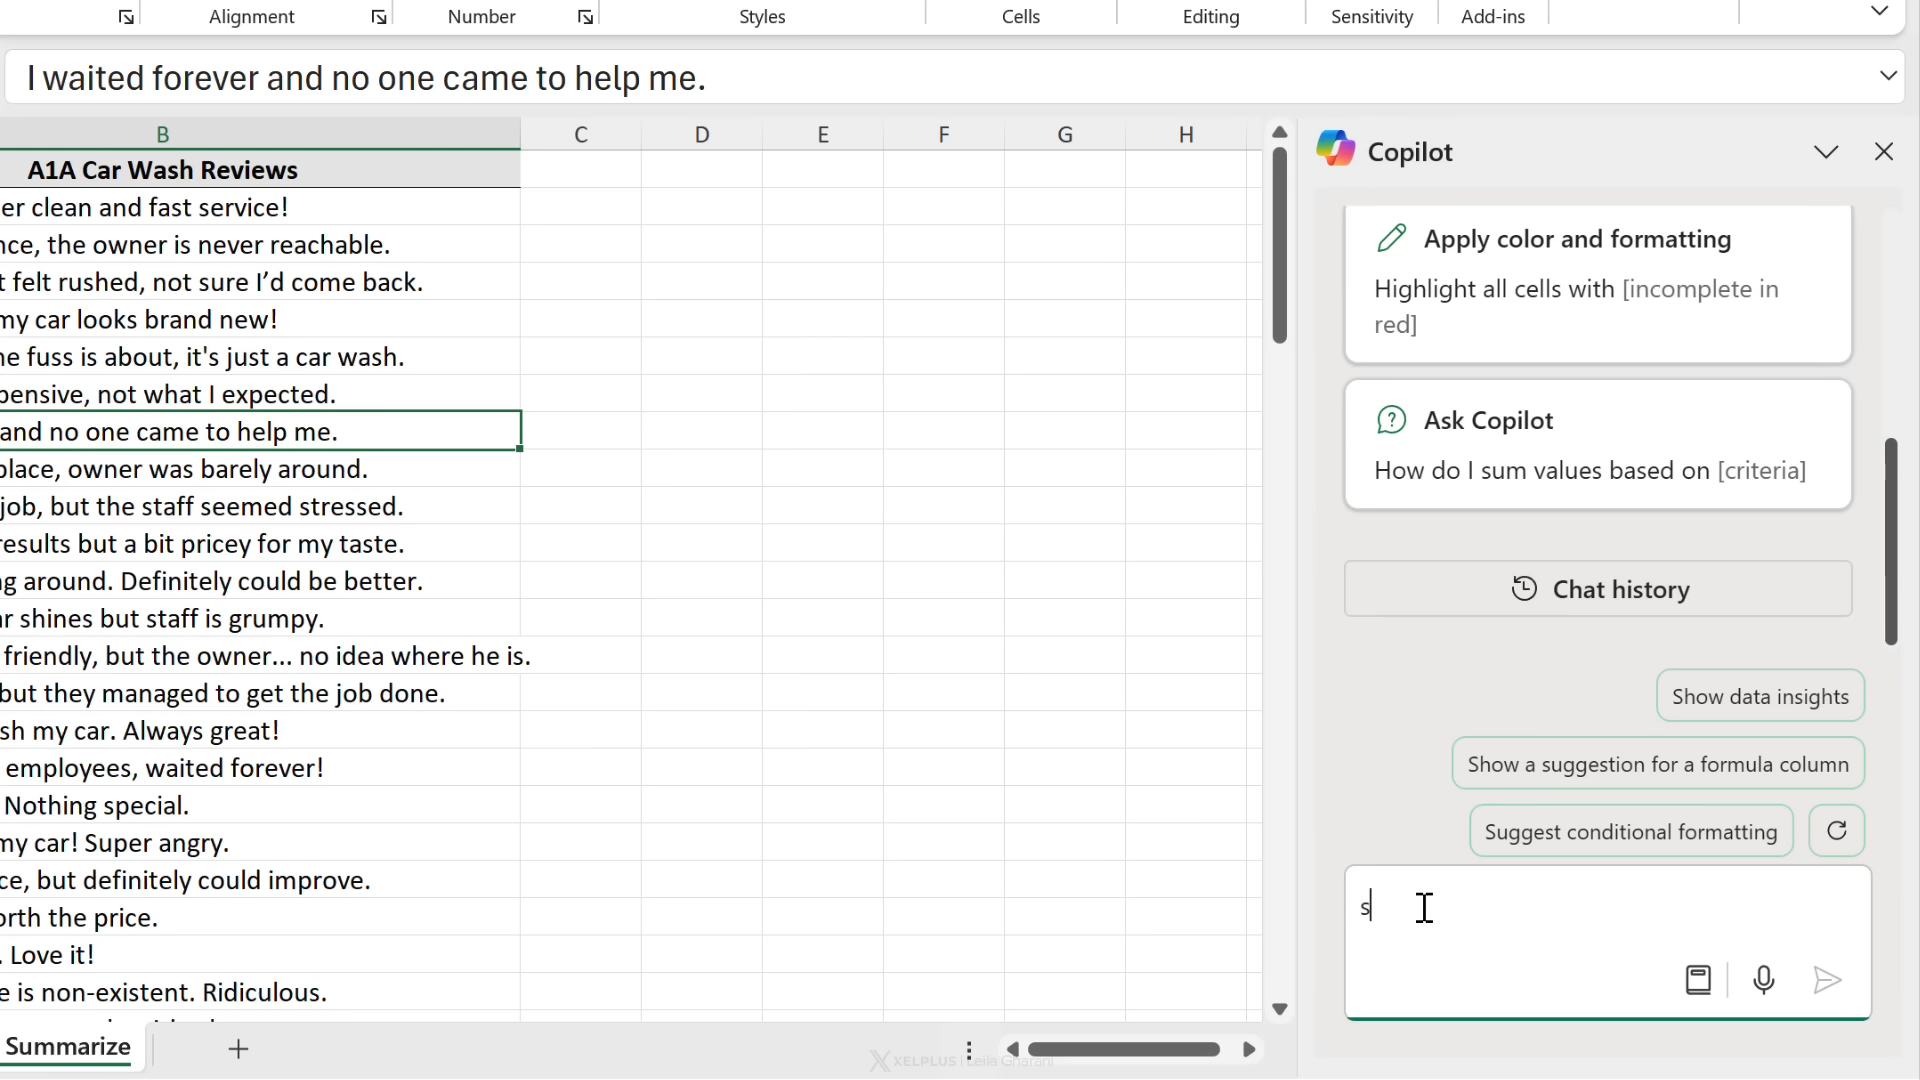 Alignment
Number
Styles
Cells
Editing
Sensitivity
Add-ins
I waited forever and no one came to help me.
B
C
D
E
F
G
H
A1A Car Wash Reviews
er clean and fast service!
nce, the owner is never reachable.
t felt rushed, not sure I’d come back.
my car looks brand new!
ne fuss is about, it's just a car wash.
pensive, not what I expected.
and no one came to help me.
place, owner was barely around.
job, but the staff seemed stressed.
results but a bit pricey for my taste.
ng around. Definitely could be better.
ar shines but staff is grumpy.
friendly, but the owner... no idea where he is.
but they managed to get the job done.
sh my car. Always great!
employees, waited forever!
Nothing special.
my car! Super angry.
ce, but definitely could improve.
orth the price.
. Love it!
e is non-existent. Ridiculous.
Summarize
XELPLUS | Leila Gharani
Copilot
Apply color and formatting
Highlight all cells with [incomplete in
red]
Ask Copilot
How do I sum values based on [criteria]
Chat history
Show data insights
Show a suggestion for a formula column
Suggest conditional formatting
s